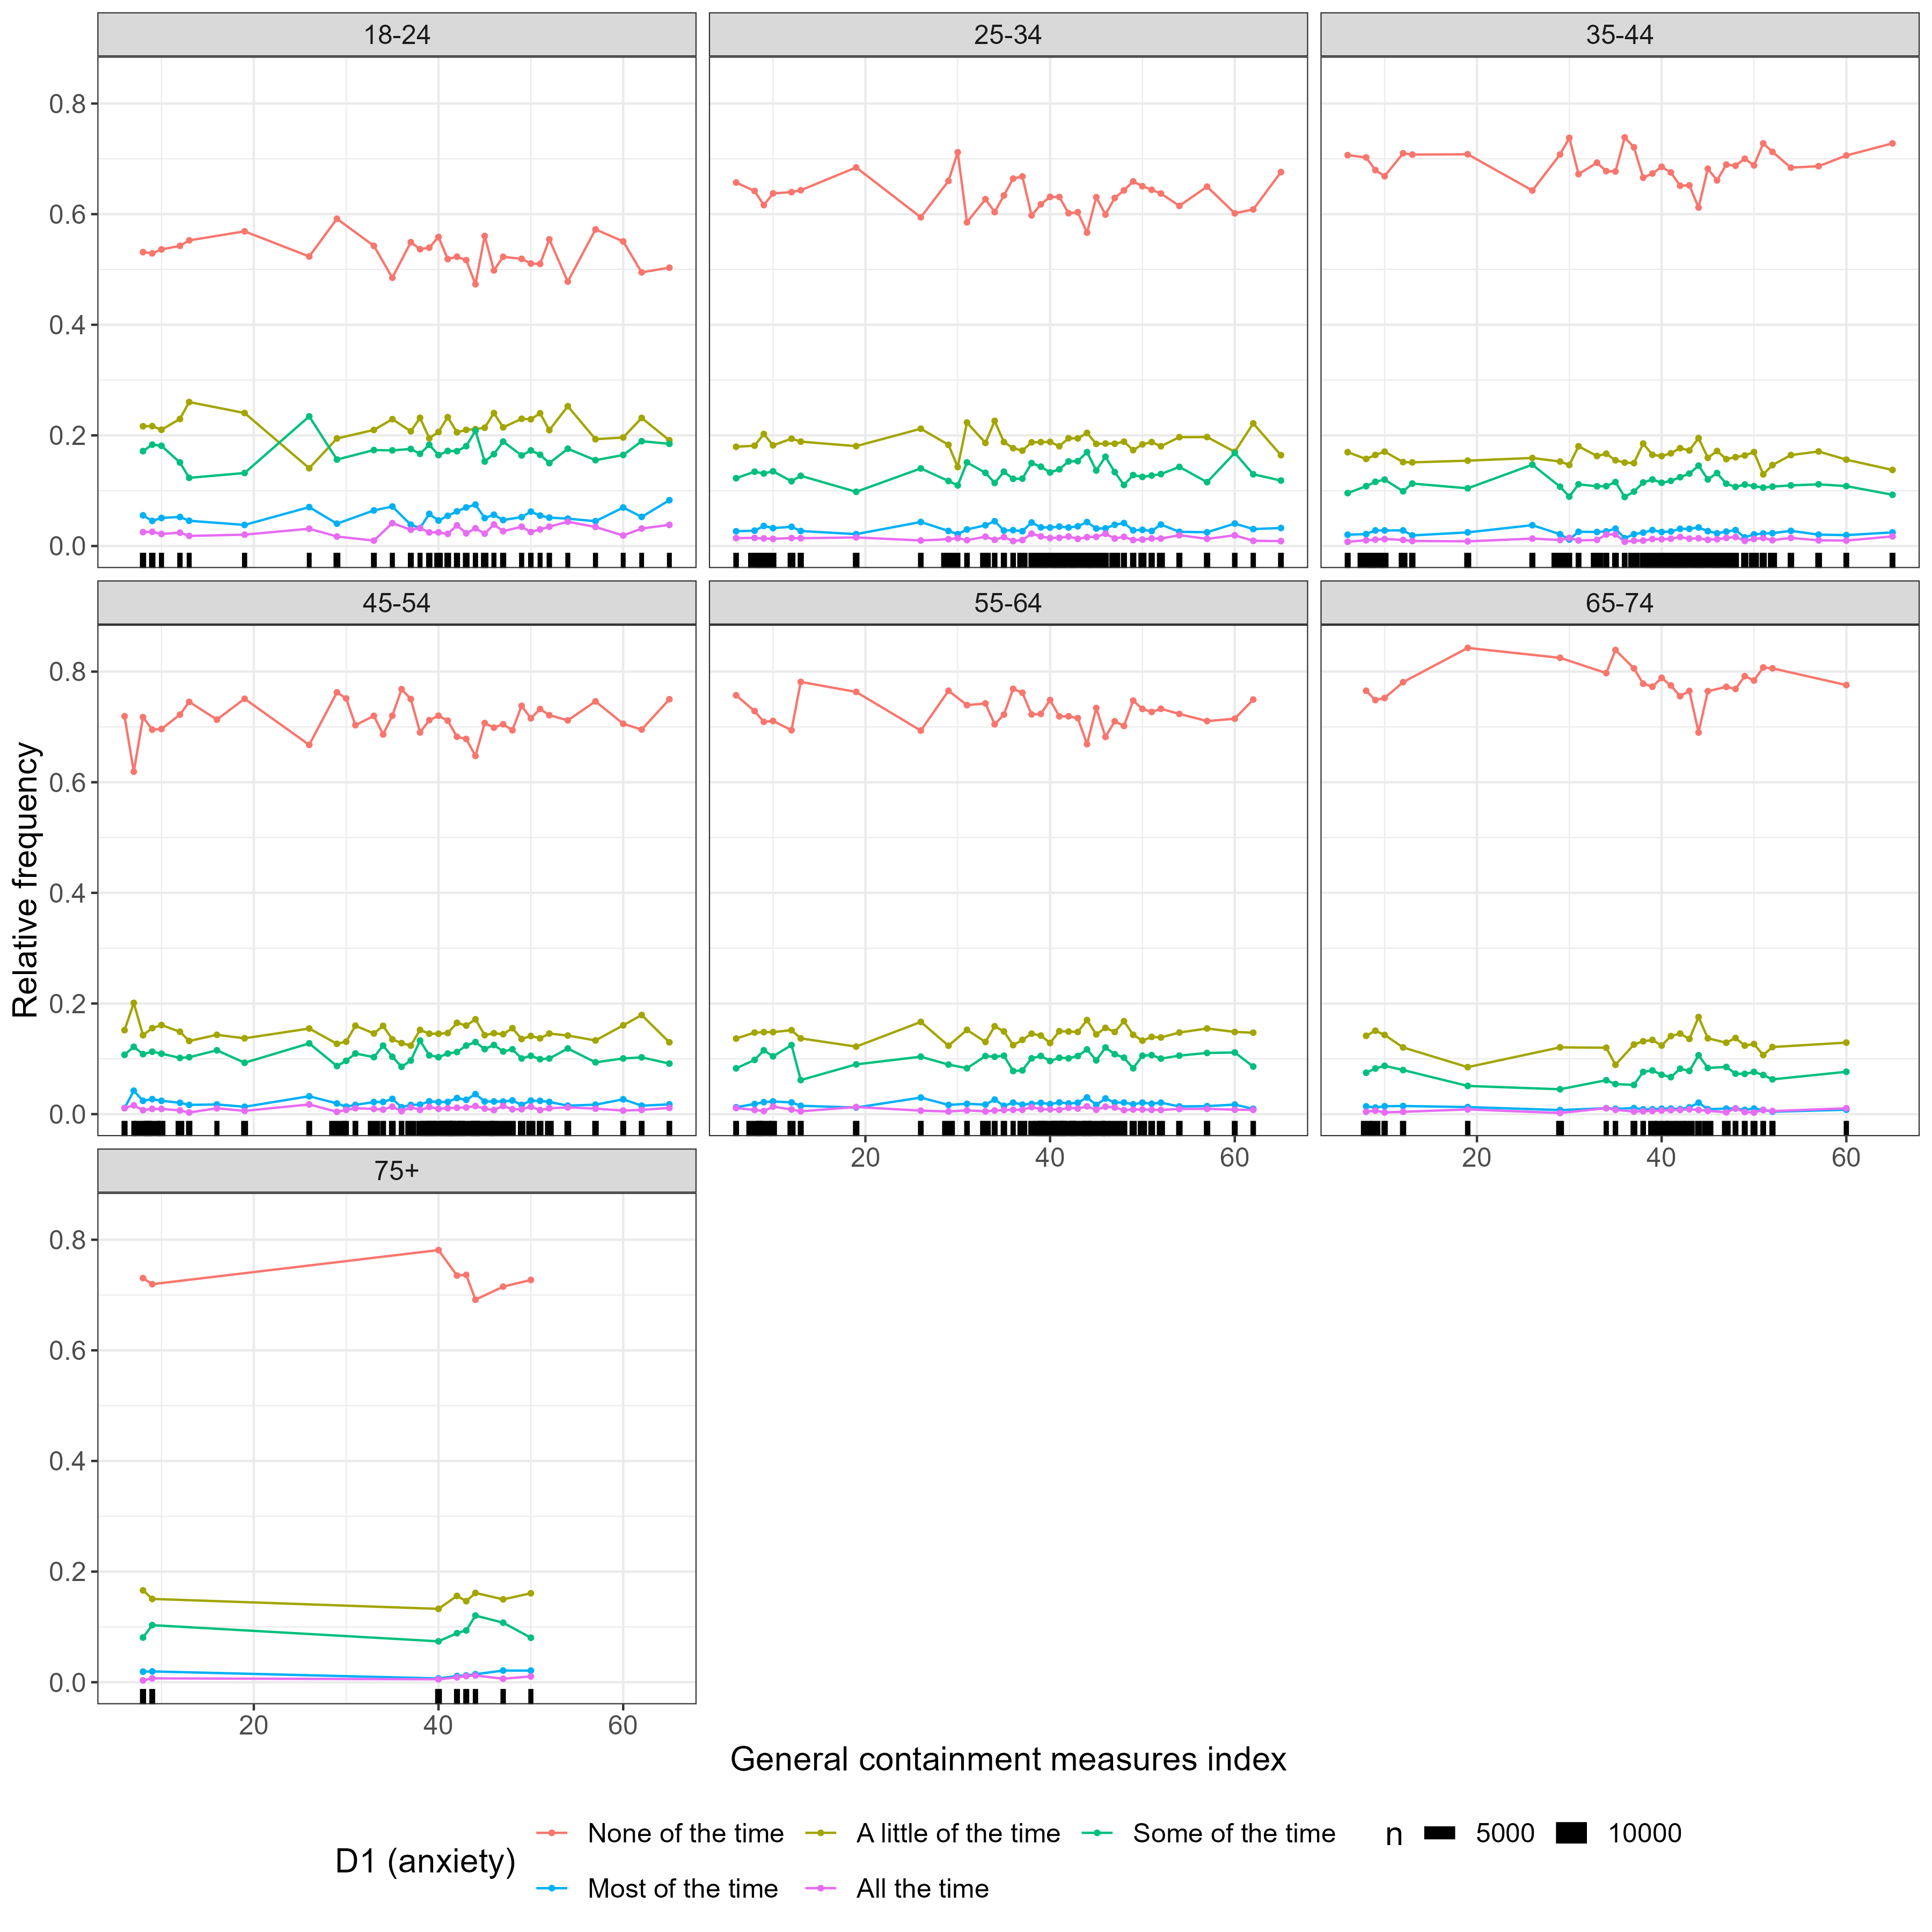 18-24 25-34 35-44
0.8
0.6
0.4
0.2
0.0
45-54 55-64 65-74
0.8
0.6
0.4
0.2
0.0
20 40 60 20 40 60
75+
0.8
0.6
0.4
0.2
0.0
20 40 60
Relative frequency
General containment measures index
D1 (anxiety)
None of the time A little of the time Some of the time
Most of the time All the time
n 5000 10000